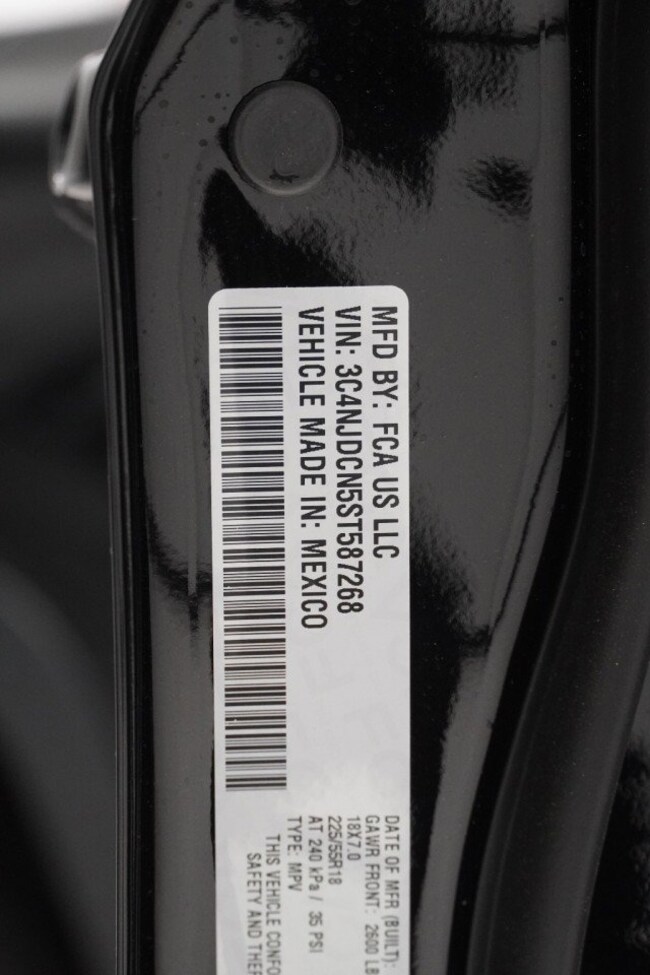 MFD BY: FCA US LLC
VIN: 3C4NJDCN5ST587268
VEHICLE MADE IN: MEXICO
DATE OF MFR (BUILT):
GAWR FRONT: 2600 LB
18X7.0
225/55R18
AT 240 kPa / 35 PSI
TYPE: MPV
THIS VEHICLE CONFO
SAFETY AND THEF